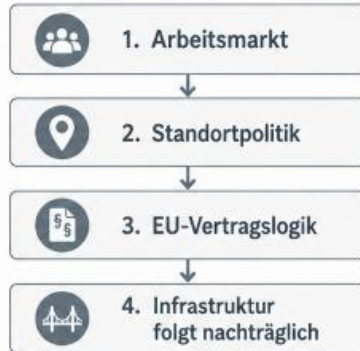 1. Arbeitsmarkt
2. Standortpolitik
§
§
3. EU-Vertragslogik
4. Infrastruktur
folgt nachträglich